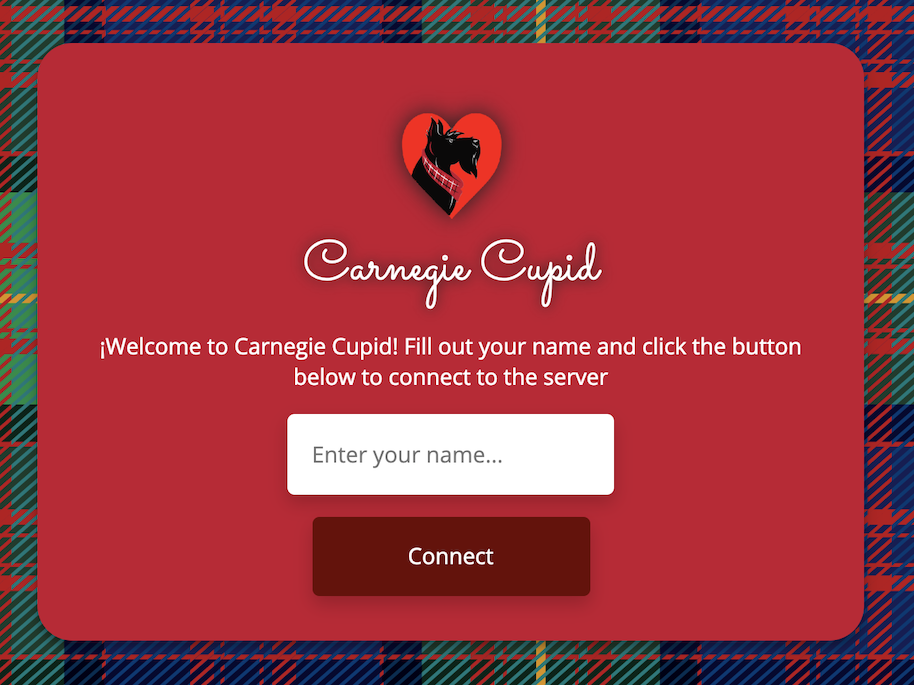 Carnegie Cupid
¡Welcome to Carnegie Cupid! Fill out your name and click the button
below to connect to the server
Enter your name...
Connect